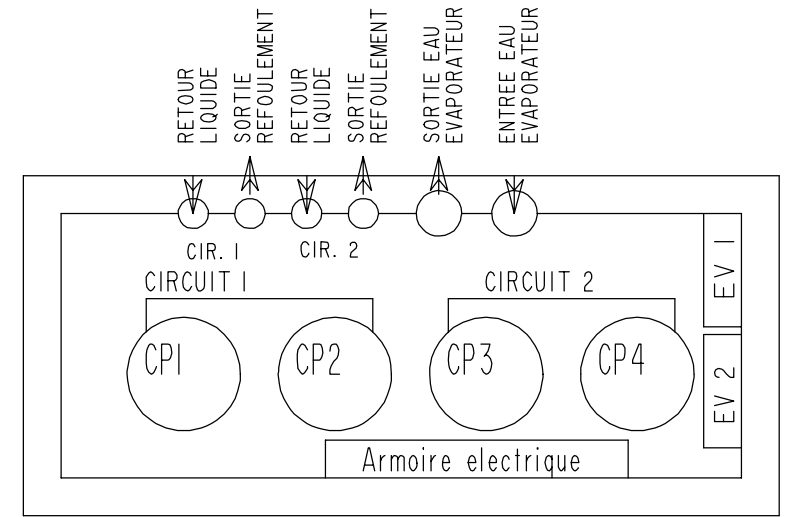 RETOUR
LIQUIDE
SORTIE
REFOULEMENT
RETOUR
LIQUIDE
SORTIE
REFOULEMENT
SORTIE EAU
EVAPORATEUR
ENTREE EAU
EVAPORATEUR
CIR. 1
CIR. 2
CIRCUIT 1
CIRCUIT 2
EV 1
CP1
CP2
CP3
CP4
EV 2
Armoire electrique